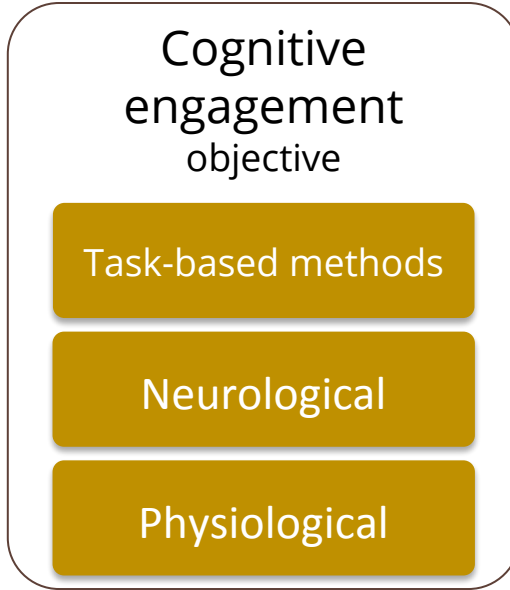 Cognitive
engagement
objective
Task-based methods
Neurological
Physiological